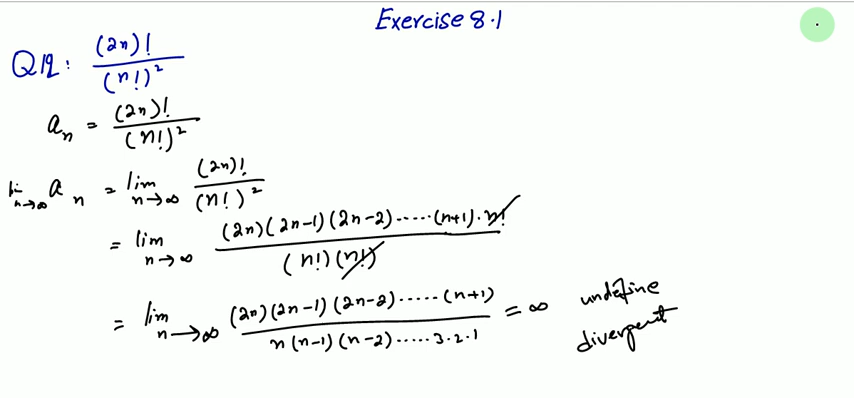 Exercise 8.1
Q12: (2n)! / (n!)²
aₙ = (2n)! / (n!)²
lim n→∞ aₙ = lim n→∞ (2n)! / (n!)²
= lim n→∞ (2n)(2n-1)(2n-2).....(n+1).n! / (n!)(n!)
= lim n→∞ (2n)(2n-1)(2n-2).....(n+1) / n(n-1)(n-2).....3.2.1 = ∞ undefine
divergent